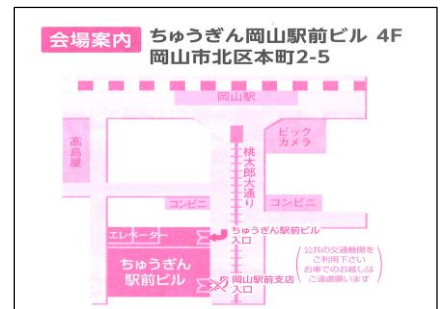 会場案内 ちゅうぎん岡山駅前ビル 4F
岡山市北区本町2-5
岡山駅
髙島屋
ビック
カメラ
桃太郎大通り
コンビニ
コンビニ
エレベーター
ちゅうぎん駅前ビル
入口
ちゅうぎん
駅前ビル
岡山駅前支店
入口
公共の交通機関を
ご利用下さい
お車でのお越しは
ご遠慮願います